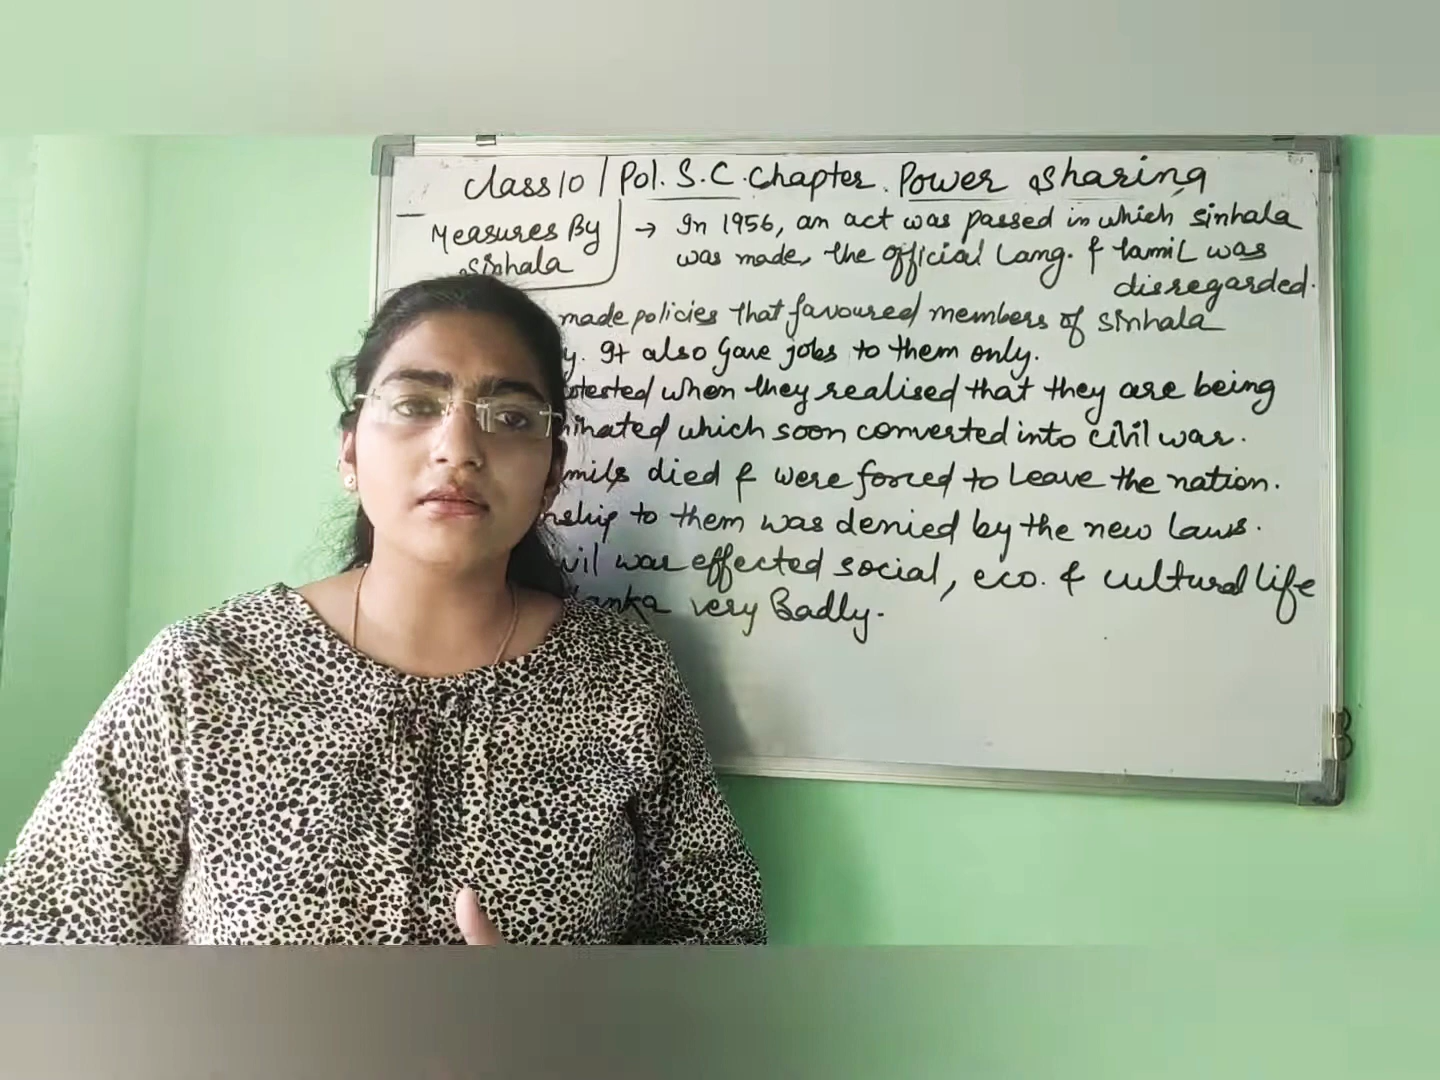 Class 10 / Pol. S.C. Chapter. Power Sharing
Measures By
Sinhala
→ In 1956, an act was passed in which sinhala
was made, the official Lang. & tamil was
disregarded.
made policies that favoured members of Sinhala
y. It also gave jobs to them only.
otested when they realised that they are being
inated which soon converted into civil war.
mils died & were forced to leave the nation.
nship to them was denied by the new laws.
vil war effected social, eco. & cultural life
lanka very Badly.